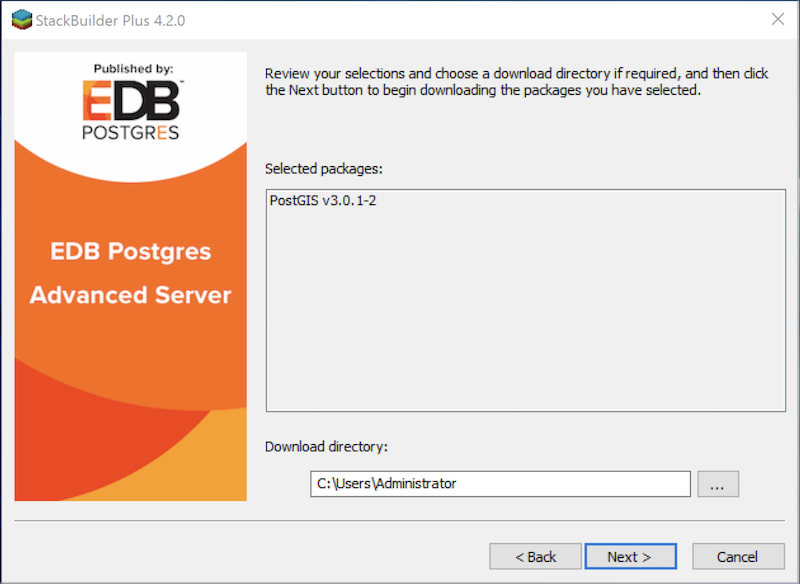 StackBuilder Plus 4.2.0
Published by:
EDB™
POSTGRES
EDB Postgres
Advanced Server
Review your selections and choose a download directory if required, and then click
the Next button to begin downloading the packages you have selected.
Selected packages:
PostGIS v3.0.1-2
Download directory:
C:\Users\Administrator
...
< Back
Next >
Cancel